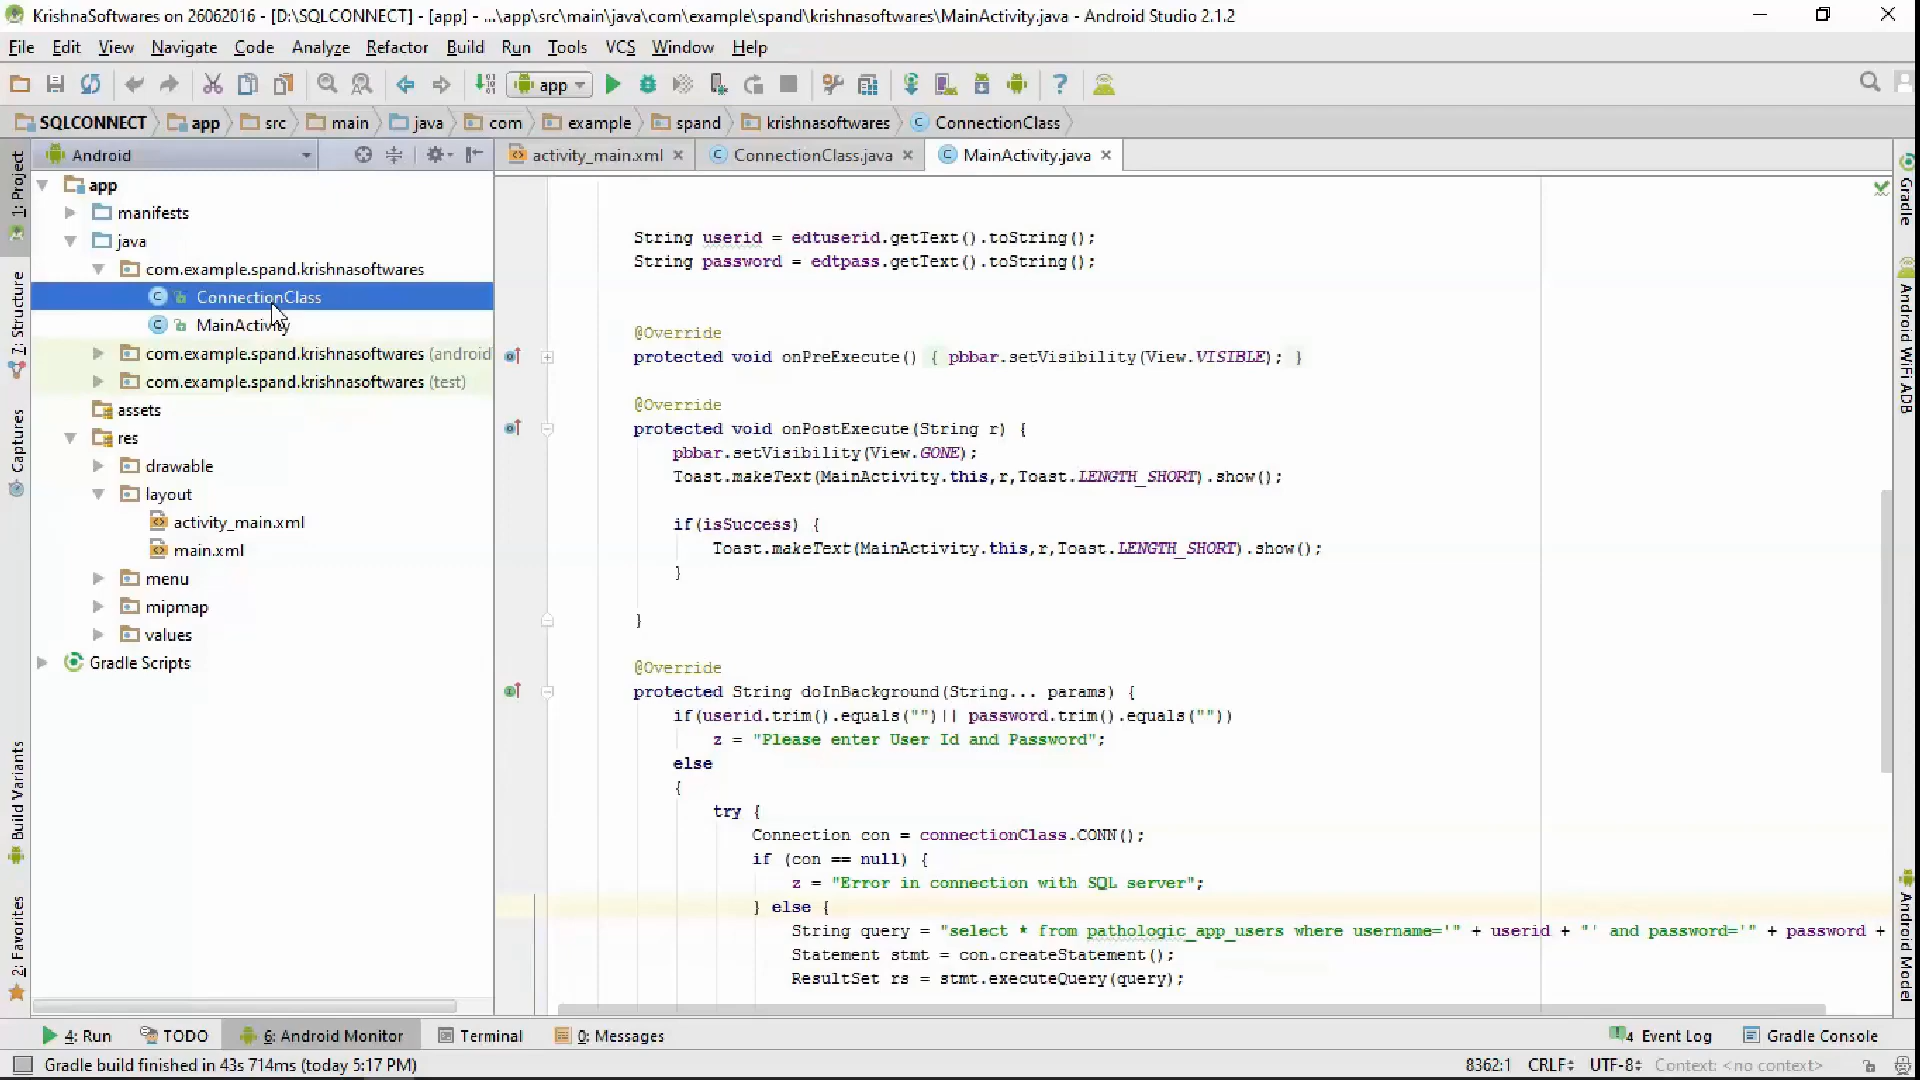 KrishnaSoftwares on 26062016 - [D:\SQLCONNECT] - [app] - ...\app\src\main\java\com\example\spand\krishnasoftwares\MainActivity.java - Android Studio 2.1.2
File Edit View Navigate Code Analyze Refactor Build Run Tools VCS Window Help
app
SQLCONNECT app src main java com example spand krishnasoftwares ConnectionClass
Android
activity_main.xml ConnectionClass.java MainActivity.java
1: Project
7: Structure
Captures
Build Variants
2: Favorites
app
manifests
java
com.example.spand.krishnasoftwares
ConnectionClass
MainActivity
com.example.spand.krishnasoftwares (android
com.example.spand.krishnasoftwares (test)
assets
res
drawable
layout
activity_main.xml
main.xml
menu
mipmap
values
Gradle Scripts
String userid = edtuserid.getText().toString();
String password = edtpass.getText().toString();
@Override
protected void onPreExecute() { pbbar.setVisibility(View.VISIBLE); }
@Override
protected void onPostExecute(String r) {
pbbar.setVisibility(View.GONE);
Toast.makeText(MainActivity.this,r,Toast.LENGTH_SHORT).show();
if(isSuccess) {
Toast.makeText(MainActivity.this,r,Toast.LENGTH_SHORT).show();
}
}
@Override
protected String doInBackground(String... params) {
if(userid.trim().equals("")|| password.trim().equals(""))
z = "Please enter User Id and Password";
else
{
try {
Connection con = connectionClass.CONN();
if (con == null) {
z = "Error in connection with SQL server";
} else {
String query = "select * from pathologic_app_users where username='" + userid + "' and password='" + password +
Statement stmt = con.createStatement();
ResultSet rs = stmt.executeQuery(query);
Gradle
Android WiFi ADB
Android Model
4: Run TODO 6: Android Monitor Terminal 0: Messages 4 Event Log Gradle Console
Gradle build finished in 43s 714ms (today 5:17 PM) 8362:1 CRLF UTF-8 Context: <no context>